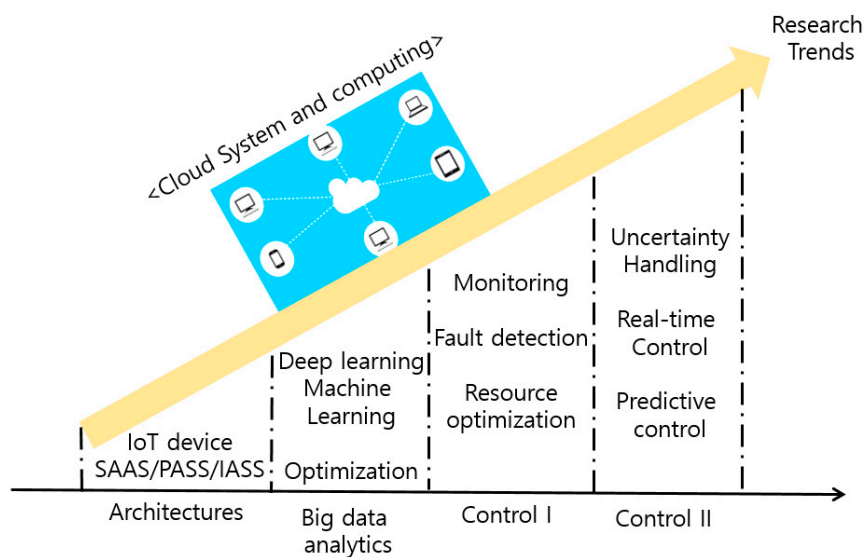 Research
Trends
<Cloud System and computing>
IoT device
SAAS/PASS/IASS
Deep learning
Machine
Learning
Optimization
Monitoring
Fault detection
Resource
optimization
Uncertainty
Handling
Real-time
Control
Predictive
control
Architectures
Big data
analytics
Control I
Control II